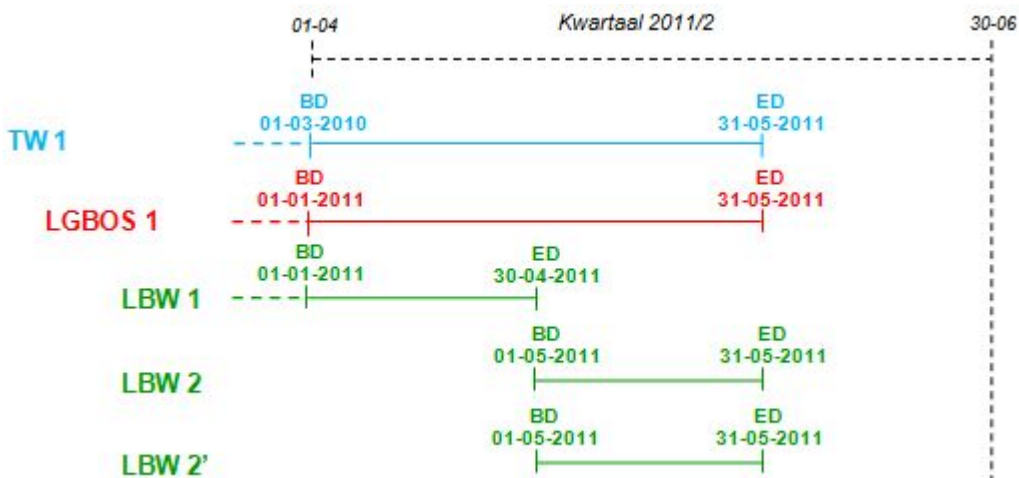 01-04 Kwartaal 2011/2 30-06
BD ED
01-03-2010 31-05-2011
TW 1
BD ED
01-01-2011 31-05-2011
LGBOS 1
BD ED
01-01-2011 30-04-2011
LBW 1
BD ED
01-05-2011 31-05-2011
LBW 2
BD ED
01-05-2011 31-05-2011
LBW 2'